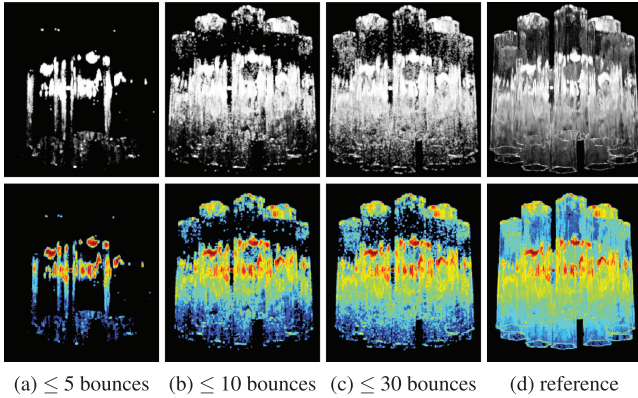 (a) ≤ 5 bounces (b) ≤ 10 bounces (c) ≤ 30 bounces (d) reference